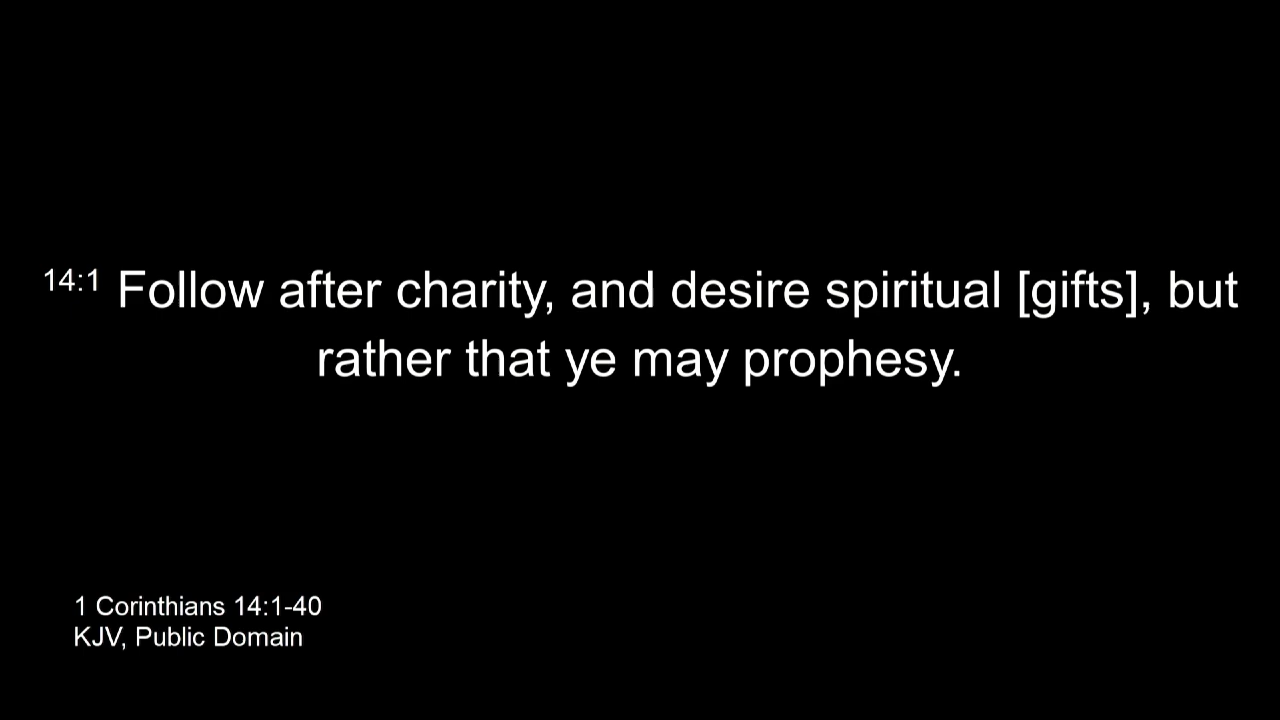 14:1 Follow after charity, and desire spiritual [gifts], but
rather that ye may prophesy.
1 Corinthians 14:1-40
KJV, Public Domain